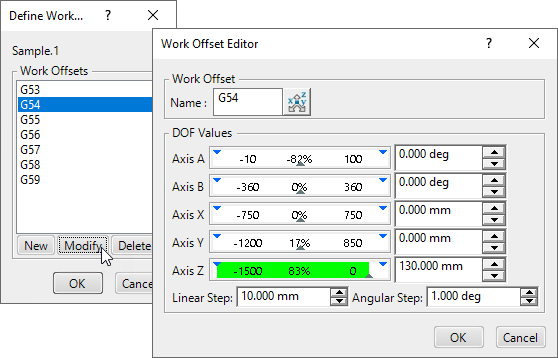 Define Work...
Sample.1
Work Offsets
G53
G54
G55
G56
G57
G58
G59
New Modify Delete
OK Cance
Work Offset Editor
Work Offset
Name : G54
DOF Values
Axis A -10 -82% 100 0.000 deg
Axis B -360 0% 360 0.000 deg
Axis X -750 0% 750 0.000 mm
Axis Y -1200 17% 850 0.000 mm
Axis Z -1500 83% 0 130.000 mm
Linear Step: 10.000 mm Angular Step: 1.000 deg
OK Cancel